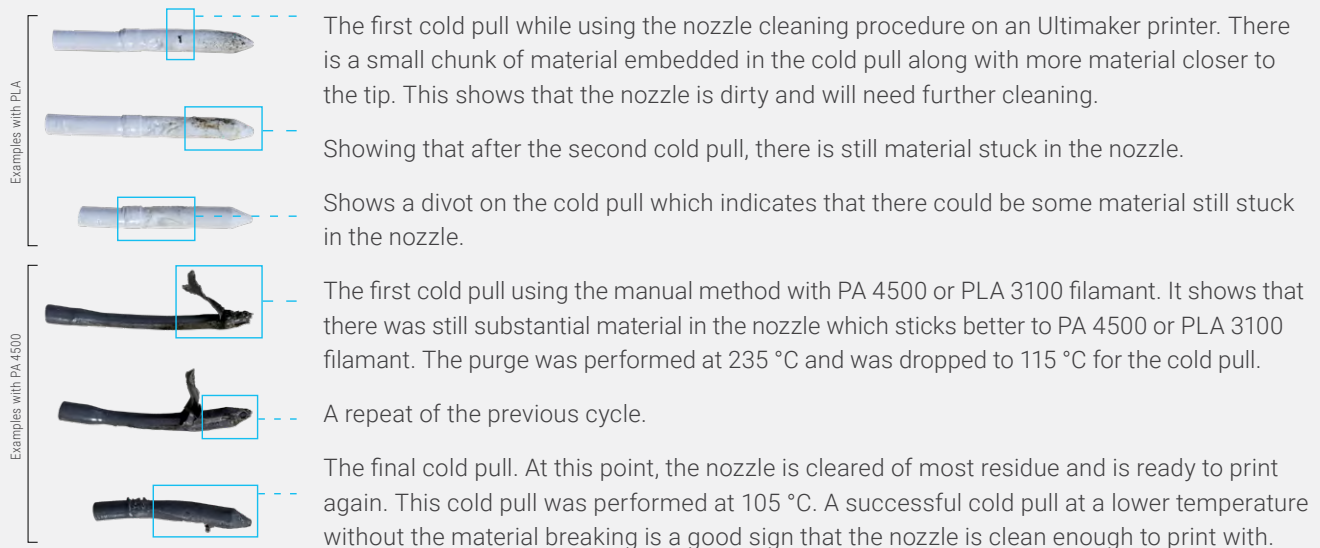 Examples with PLA
The first cold pull while using the nozzle cleaning procedure on an Ultimaker printer. There
is a small chunk of material embedded in the cold pull along with more material closer to
the tip. This shows that the nozzle is dirty and will need further cleaning.
Showing that after the second cold pull, there is still material stuck in the nozzle.
Shows a divot on the cold pull which indicates that there could be some material still stuck
in the nozzle.
Examples with PA 4500
The first cold pull using the manual method with PA 4500 or PLA 3100 filamant. It shows that
there was still substantial material in the nozzle which sticks better to PA 4500 or PLA 3100
filamant. The purge was performed at 235 °C and was dropped to 115 °C for the cold pull.
A repeat of the previous cycle.
The final cold pull. At this point, the nozzle is cleared of most residue and is ready to print
again. This cold pull was performed at 105 °C. A successful cold pull at a lower temperature
without the material breaking is a good sign that the nozzle is clean enough to print with.